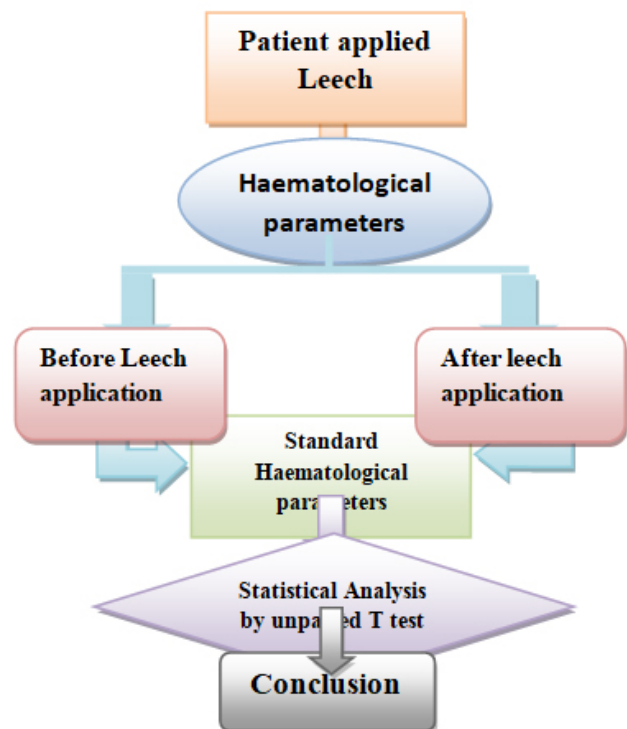 Patient applied
Leech
Haematological
parameters
Before Leech
application
After leech
application
Standard
Haematological
parameters
Statistical Analysis
by unpaired T test
Conclusion